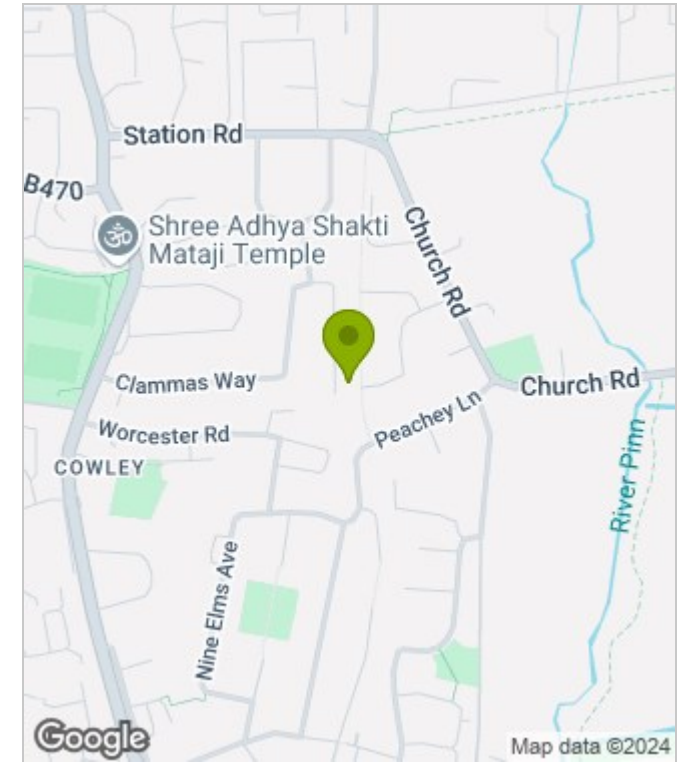 Station Rd
B470
Shree Adhya Shakti
Mataji Temple
Church Rd
Clammas Way
Church Rd
Peachey Ln
Worcester Rd
COWLEY
River Pinn
Nine Elms Ave
Google
Map data ©2024